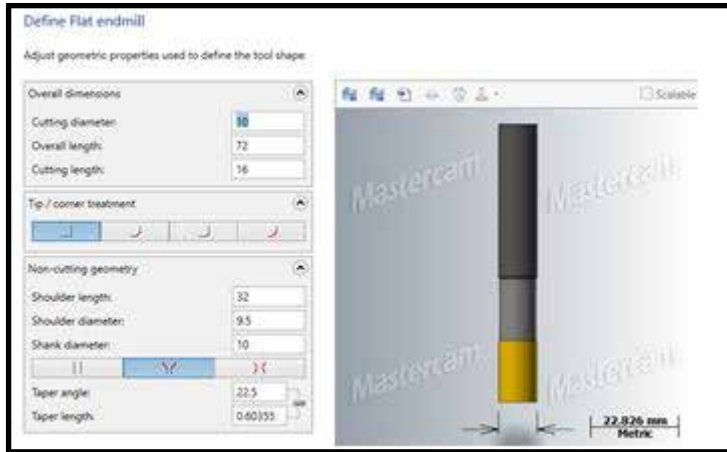 Define Flat endmill
Adjust geometric properties used to define the tool shape
Overall dimensions
Cutting diameter: 10
Overall length: 72
Cutting length: 16
Tip / corner treatment
Non-cutting geometry
Shoulder length: 32
Shoulder diameter: 9.5
Shank diameter: 10
Taper angle: 22.5
Taper length: 0.60355
Scalable
Mastercam
Mastercam
Mastercam
Mastercam
22.826 mm
Metric